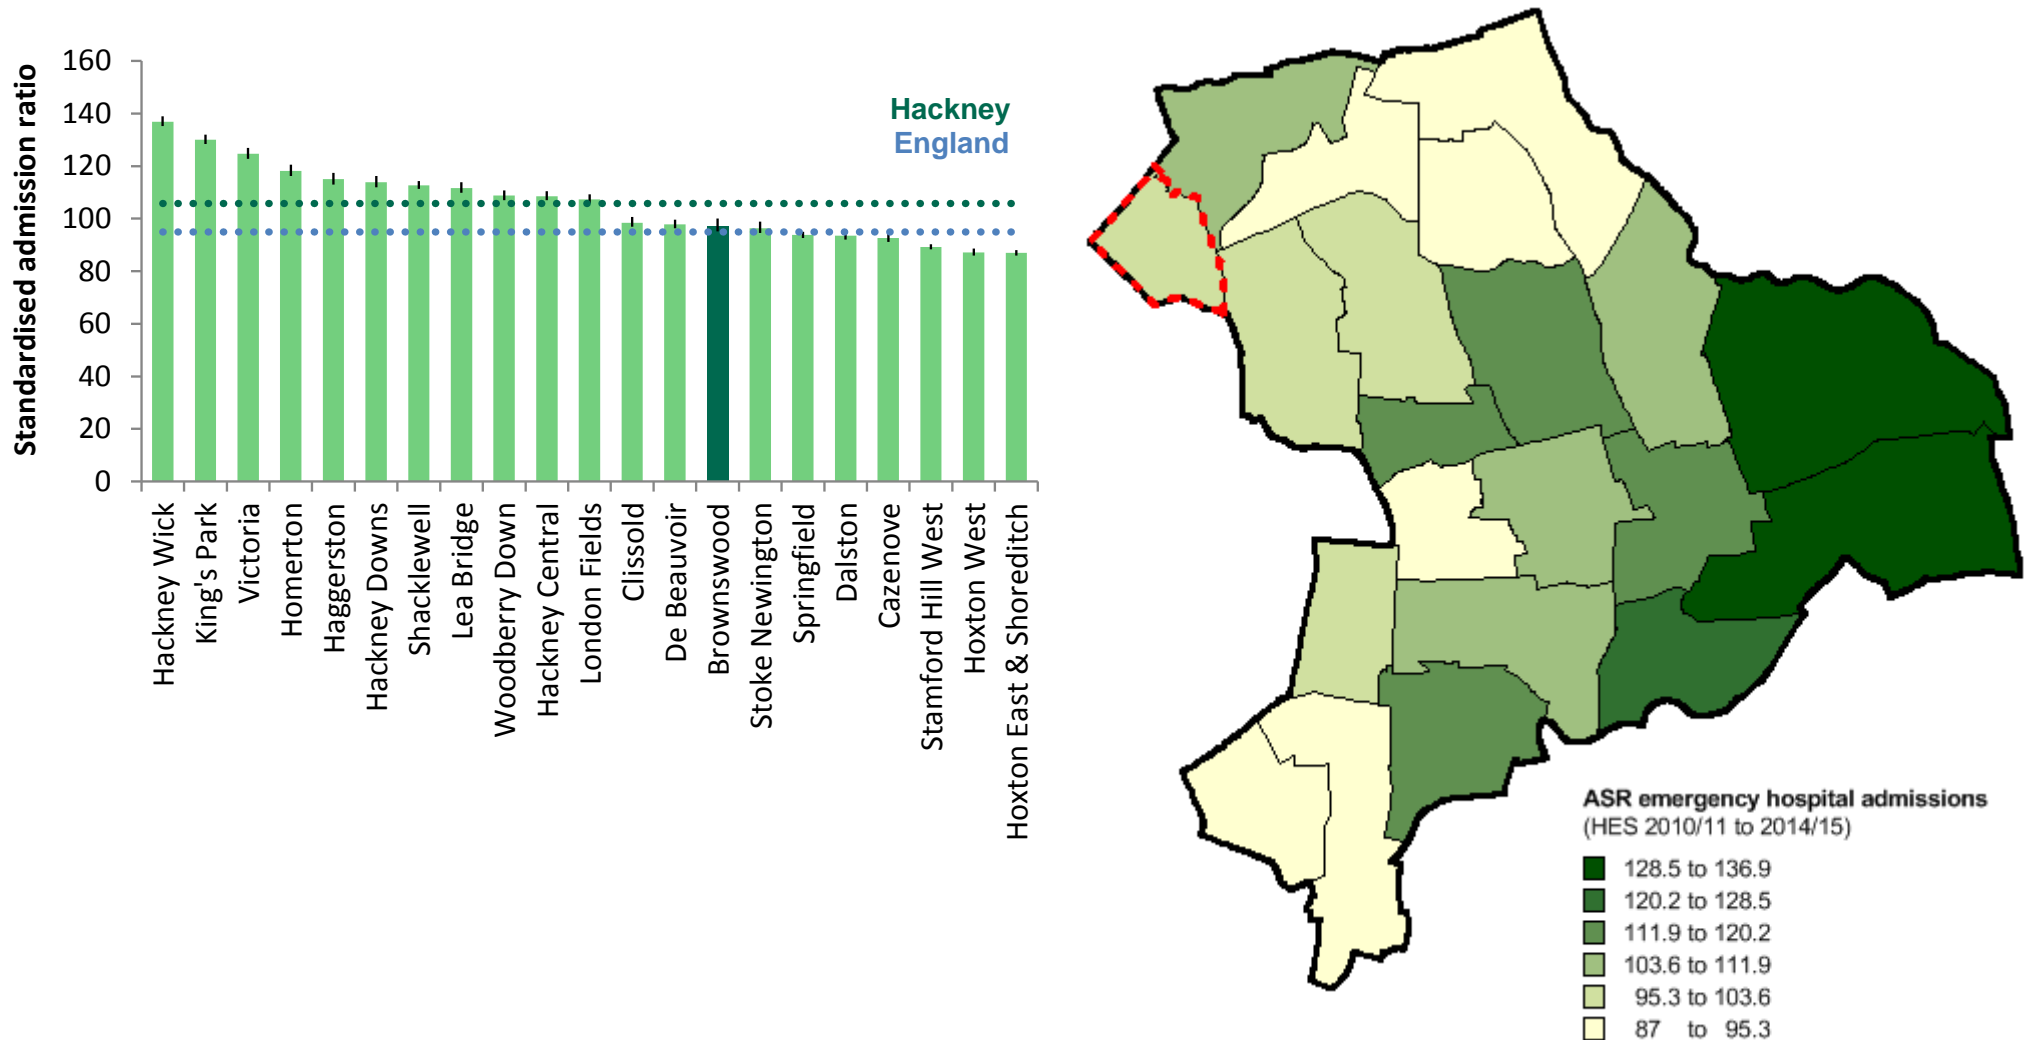 Standardised admission ratio
160
140
120
100
80
60
40
20
0
Hackney
England
Hackney Wick
King's Park
Victoria
Homerton
Haggerston
Hackney Downs
Shacklewell
Lea Bridge
Woodberry Down
Hackney Central
London Fields
Clissold
De Beauvoir
Brownswood
Stoke Newington
Springfield
Dalston
Cazenove
Stamford Hill West
Hoxton West
Hoxton East & Shoreditch
ASR emergency hospital admissions
(HES 2010/11 to 2014/15)
128.5 to 136.9
120.2 to 128.5
111.9 to 120.2
103.6 to 111.9
95.3 to 103.6
87 to 95.3